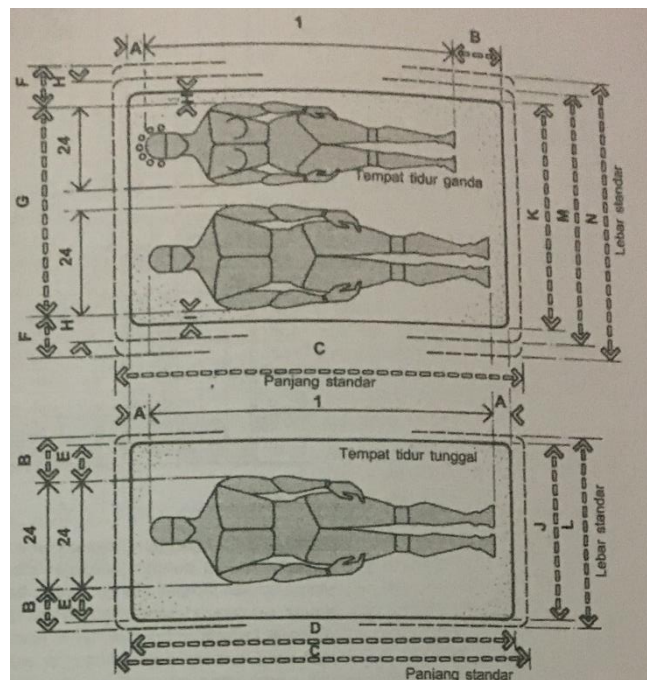 1
A
B
F
H
H
24
Tempat tidur ganda
G
24
K
M
N
Lebar standar
I
F
H
C
Panjang standar
A
1
A
B
E
Tempat tidur tunggal
24
24
J
L
Lebar standar
B
E
D
C
Panjang standar